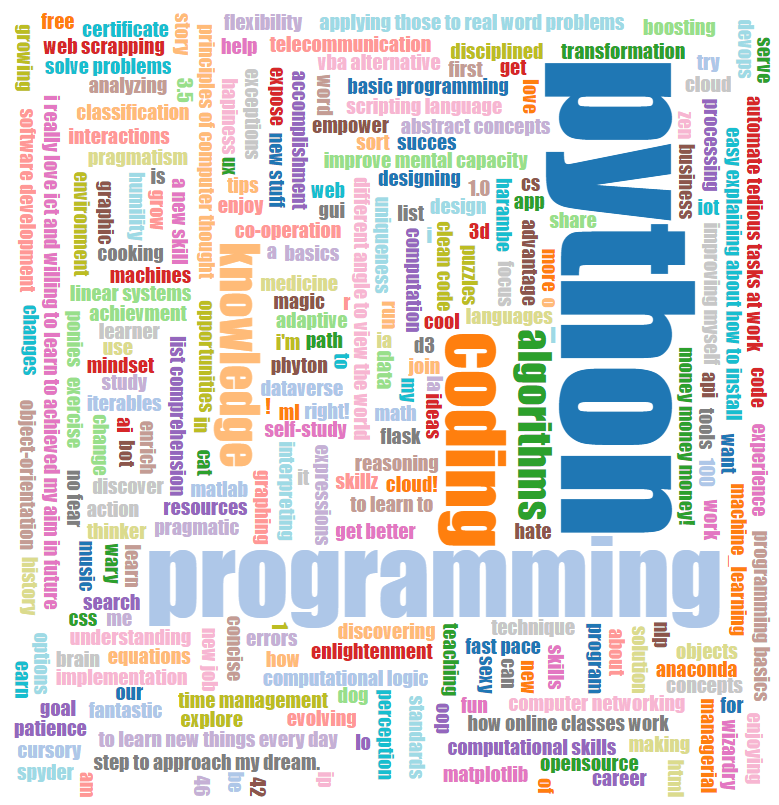 free
certificate
web scrapping
solve problems
analyzing
growing
story
principles of computer thought
3.5
flexibility
help
applying those to real word problems
boosting
devops
serve
telecommunication
vba alternative
disciplined
transformation
first
get
try
cloud
basic programming
love
scripting language
word
classification
interactions
pragmatism
happiness
exceptions
expose
accomplishment
empower
abstract concepts
sort
succes
improve mental capacity
zen
processing
business
automate tedious tasks at work
easy explaining about how to install
software development
i really love ict and willing to learn to achieved my aim in future
environment
graphic
humility
is
grow
a new skill
ux
new stuff
tips
enjoy
web
gui
designing
1.0
cs
app
design
list
i
harambe
share
iot
python
cooking
machines
co-operation
a
basics
different angle to view the world
uniqueness
computation
clean code
3d
puzzles
focus
advantage
more
o
improving myself
linear systems
achievment
learner
use
mindset
study
iterables
knowledge
medicine
magic
r
adaptive
i'm
path
phyton
to
dataverse
run
ia
data
cool
languages
_
d3
join
my
la
ideas
coding
algorithms
changes
ponies
exercise
change
ai bot
enrich
list comprehension
opportunities in
cat
!
ml
right!
math
self-study
flask
money money money!
api
tools
100
want
code
experience
object-orientation
history
no fear
discover
action
thinker
matlab
resources
pragmatic
graphing
interpreting
it
expressions
reasoning
skillz
cloud!
to learn to
get better
hate
work
machine_learning
programming basics
music
wary
learn
search
css
me
programming
understanding
brain
equations
implementation
new job
concise
1
errors
how
discovering
enlightenment
computational logic
teaching
technique
fast pace
sexy
can
new
skills
program
about
solution
nlp
objects
anaconda
concepts
options
earn
our
goal
fantastic
patience
cursory
spyder
am
time management
explore
evolving
dog
perception
standards
oop
fun
computer networking
how online classes work
for
managerial
wizardry
enjoying
to learn new things every day
lo
step to approach my dream.
46
be
42
ip
computational skills
making
matplotlib
opensource
of
career
html